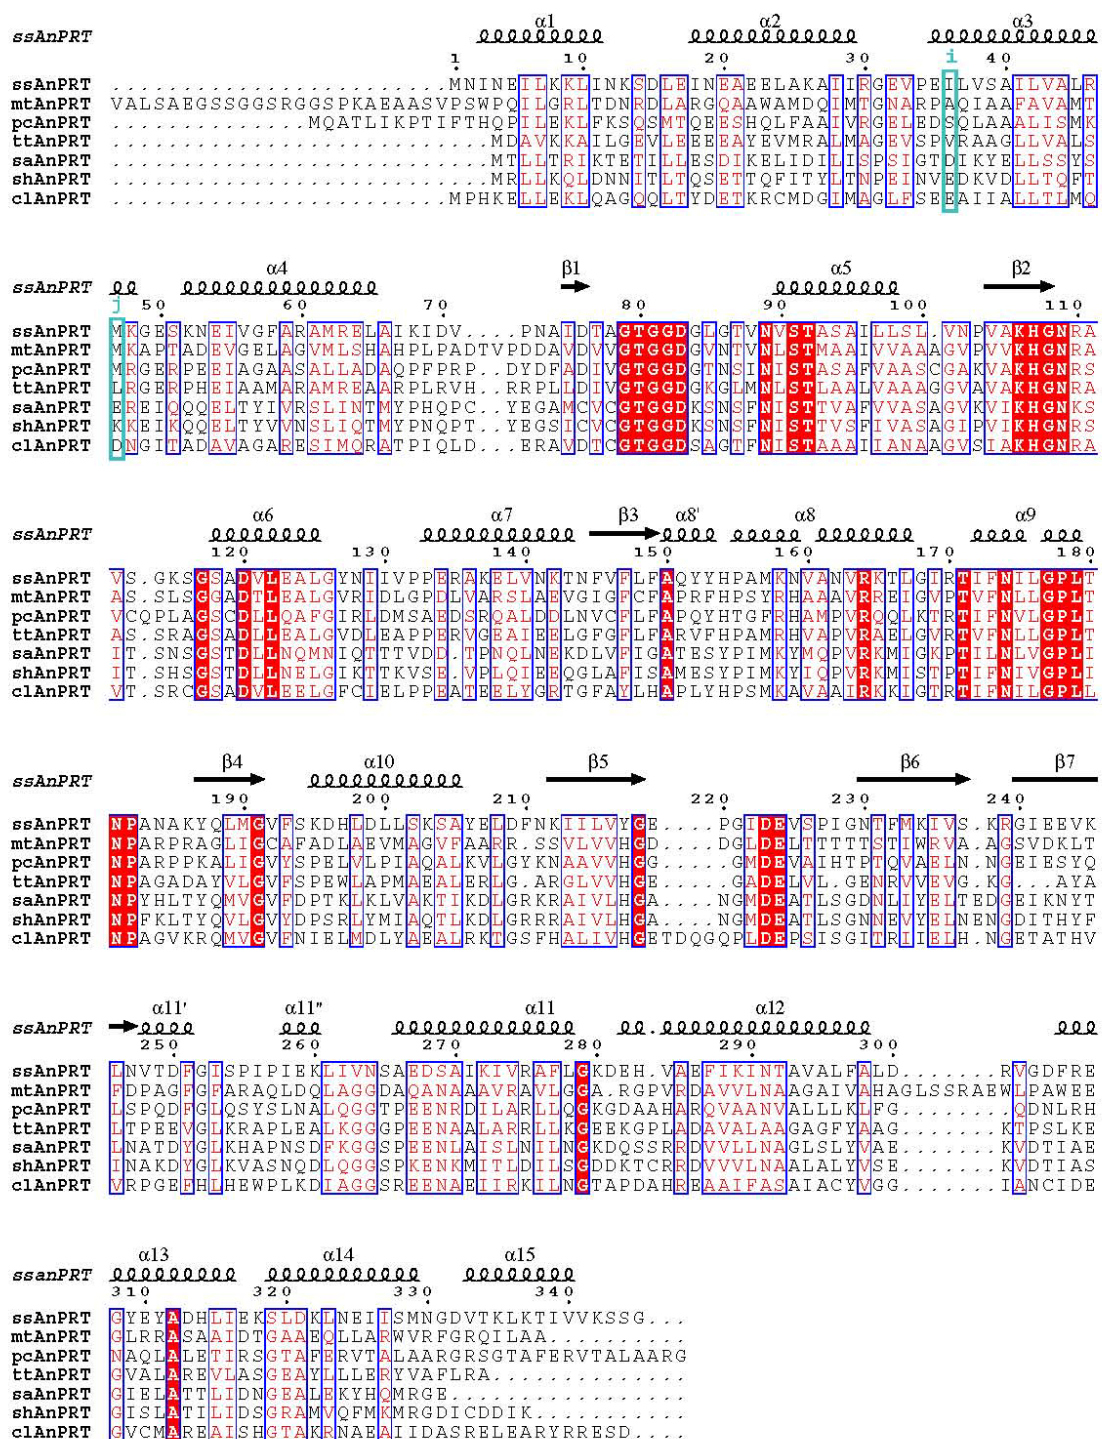 α1 α2 α3
ssAnPRT
1 10 20 30 i 40
ssAnPRT ........................MNINEILKKLINKSDLEINEAEELAKAIIRGEVPEILVSAILVALR
mtAnPRT VALSAEGSSGGSRGGSPKAEAASVPSWPQILGRLTDNRDLARGQAAWAMDQIMTGNARPAQIAAFAVAMT
pcAnPRT ..............MQATLIKPTIFTHQPILEKLFKSQSMTQEESHQLFAAIVRGELEDSQLAAALISMK
ttAnPRT ...........................MDAVKKAILGEVLEEEEAYEVMRALMAGEVSPVRAAGLLVALS
saAnPRT ...........................MTLLTRIKTETILLESDIKELIDILISPSIGTDIKYELLSSYS
shAnPRT ...........................MRLLKQLDNNITLTQSETTQFITYLTNPEINVEDKVDLLTQFT
clAnPRT ........................MPHKELLEKLQAGQQLTYDETKRCMDGIMAGLFSEEAIIALLTLMQ
α4 β1 α5 β2
ssAnPRT
j 50 60 70 80 90 100 110
ssAnPRT MKGESKNEIVGFARAMRELAIKIDV....PNAIDTAGTGGDGLGTVNVSTASAILLSL.VNPVAKHGNRA
mtAnPRT MKAPTADEVGELAGVMLSHAHPLPADTVPDDAVDVVGTGGDGVNTVNLSTMAAIVVAAAGVPVVKHGNRA
pcAnPRT MRGERPEEIAGAASALLADAQPFPRP..DYDFADIVGTGGDGTNSINISTASAFVAASCGAKVAKHGNRS
ttAnPRT LRGERPHEIAAMARAMREAARPLRVH..RRPLLDIVGTGGDGKGLMNLSTLAALVAAAGGVAVAKHGNRA
saAnPRT EREIQQQELTYIVRSLINTMYPHQPC..YEGAMCVCGTGGDKSNSFNISTTVAFVVASAGVKVIKHGNKS
shAnPRT KKEIKQQELTYVVNSLIQTMYPNQPT..YEGSICVCGTGGDKSNSFNISTTVSFIVASAGIPVIKHGNRS
clAnPRT DNGITADAVAGARESIMQRATPIQLD...ERAVDTCGTGGDSAGTFNISTAAAIIANAAGVSIAKHGNRA
α6 α7 β3 α8' α8 α9
ssAnPRT
120 130 140 150 160 170 180
ssAnPRT VS.GKSGSADVLEALGYNIIVPPERAKELVNKTNFVFLFAQYYHPAMKNVANVRKTLGIRTIFNILGPLT
mtAnPRT AS.SLSGGADTLEALGVRIDLGPDLVARSLAEVGIGFCFAPRFHPSYRHAAAVRREIGVPTVFNLLGPLT
pcAnPRT VCQPLAGSCDLLQAFGIRLDMSAEDSRQALDDLNVCFLFAPQYHTGFRHAMPVRQQLKTRTIFNVLGPLI
ttAnPRT AS.SRAGSADLLEALGVDLEAPPERVGEAIEELGFGFLFARVFHPAMRHVAPVRAELGVRTVFNLLGPLT
saAnPRT IT.SNSGSTDLLNQMNIQTTTVDD.TPNQLNEKDLVFIGATESYPIMKYMQPVRKMIGKPTILNLVGPLI
shAnPRT IT.SHSGSTDLLNELGIKTTKVSE.VPLQIEEQGLAFISAMESYPIMKYIQPVRKMISTPTIFNIVGPLI
clAnPRT VT.SRCGSADVLEELGFCIELPPEATEELYGRTGFAYLHAPLYHPSMKAVAAIRKKIGTRTIFNILGPLL
β4 α10 β5 β6 β7
ssAnPRT
190 200 210 220 230 240
ssAnPRT NPANAKYQLMGVFSKDHLDLLSKSAYELDFNKIILVYGE....PGIDEVSPIGNTFMKIVS.KRGIEEVK
mtAnPRT NPARPRAGLIGCAFADLAEVMAGVFAARR.SSVLVVHGD....DGLDELTTTTTSTIWRVA.AGSVDKLT
pcAnPRT NPARPPKALIGVYSPELVLPIAQALKVLGYKNAAVVHGG....GMDEVAIHTPTQVAELN.NGEIESYQ
ttAnPRT NPAGADAYVLGVFSPEWLAPMAEALERLG.ARGLVVHGE....GADELVL.GENRVVEVG.KG...AYA
saAnPRT NPYHLTYQMVGVFDPTKLKLVAKTIKDLGRKRAIVLHGA....NGMDEATLSGDNLIYELTEDGEIKNYT
shAnPRT NPFKLTYQVLGVYDPSRLYMIAQTLKDLGRRRAIVLHGA....NGMDEATLSGNNEVYELNENGDITHYF
clAnPRT NPAGVKRQMVGVFNIELMDLYAEALRKTGSFHALIVHGETDQGQPLDEPSISGITRIIELH.NGETATHV
α11' α11" α11 α12
ssAnPRT
250 260 270 280 290 300
ssAnPRT LNVTDFGISPIPIEKLIVNSAEDSAIKIVRAFLGKDEH.VAEFIKINTAVALFALD.......RVGDFRE
mtAnPRT FDPAGFGFARAQLDQLAGGDAQANAAAVRAVLGGA.RGPVRDAVVLNAAGAIVAHAGLSSRAEWLPAWEE
pcAnPRT LSPQDFGLQSYSLNALQGGTPEENRDILARLLQGKGDAAHARQVAANVALLLKLFG.......QDNLRH
ttAnPRT LTPEEVGLKRAPLEALKGGGPEENAALARRLLKGEEKGPLADAVALAAGAGFYAAG.......KTPSLKE
saAnPRT LNATDYGLKHAPNSDFKGGSPEENLAISLNILNGKDQSSRRDVVLLNAGLSLYVAE.......KVDTIAS
shAnPRT INAKDYGLKVASNQDLQGGSPKENKMITLDILSGDDKTCRRDVVVLNAALALYVSE.......KVDTIAS
clAnPRT VRPGEFHLHEWPLKDIAGGSREENAEIIRKILNGTAPDAHREAAIFASAIACYVGG.......IANCIDE
α13 α14 α15
ssanPRT
310 320 330 340
ssAnPRT GYEYADHLIEKSLDKLNEIISMNGDVTKLKTIVVKSSG...
mtAnPRT GLRRASAAIDTGAAEQLLARWVRFGRQILAA..........
pcAnPRT NAQLALETIRSGTAFERVTALAARGRSGTAFERVTALAARG
ttAnPRT GVALAREVLASGEAYLLLERYVAFLRA..............
saAnPRT GIELATTLIDNGEALEKYHQMRGE.................
shAnPRT GISLATILIDSGRAMVQFMKMRGDICDDIK...........
clAnPRT GVCMAREAISHGTAKRNAEAIIDASRELEARYRRESD....